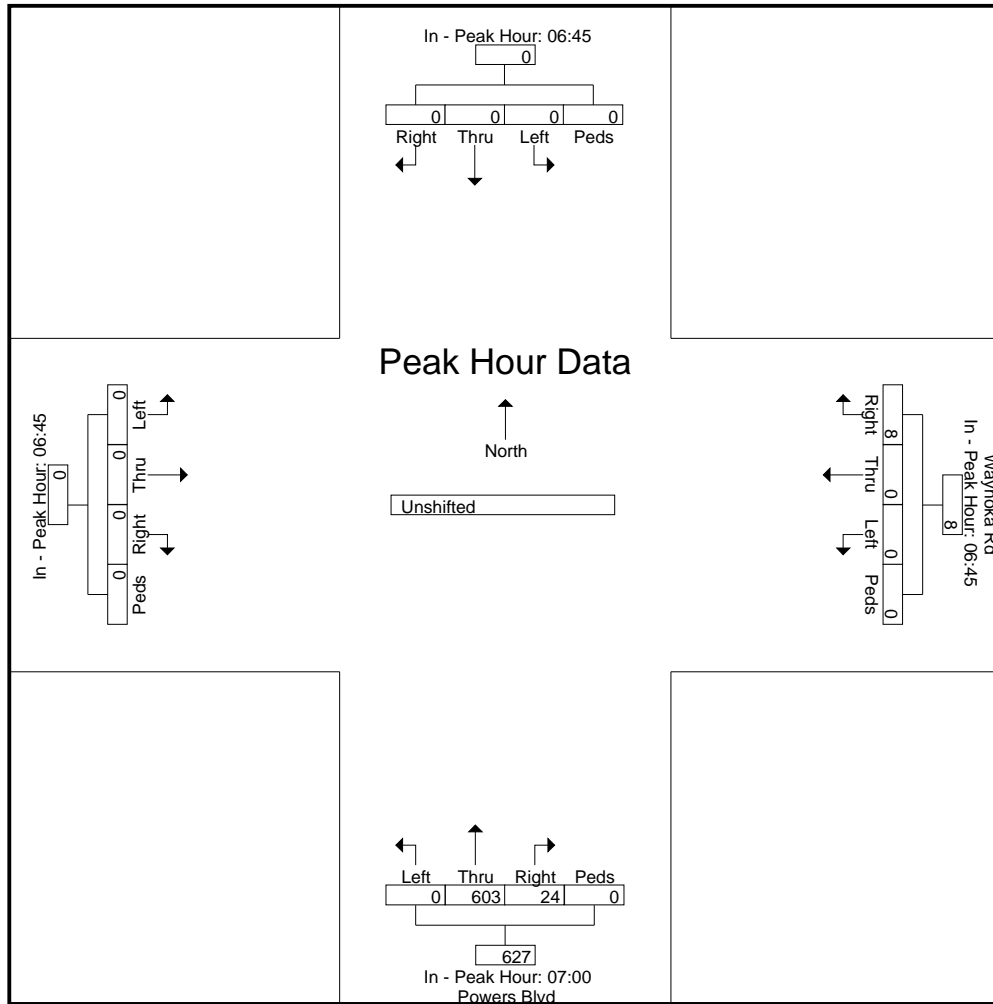 In - Peak Hour: 06:45
0
0 0 0 0
Right Thru Left Peds
Peak Hour Data
North
Unshifted
In - Peak Hour: 06:45
0
0 0 0 0
Left Thru Right Peds
Waynoka Rd
In - Peak Hour: 06:45
8
8 0 0 0
Right Thru Left Peds
Left Thru Right Peds
0 603 24 0
627
In - Peak Hour: 07:00
Powers Blvd